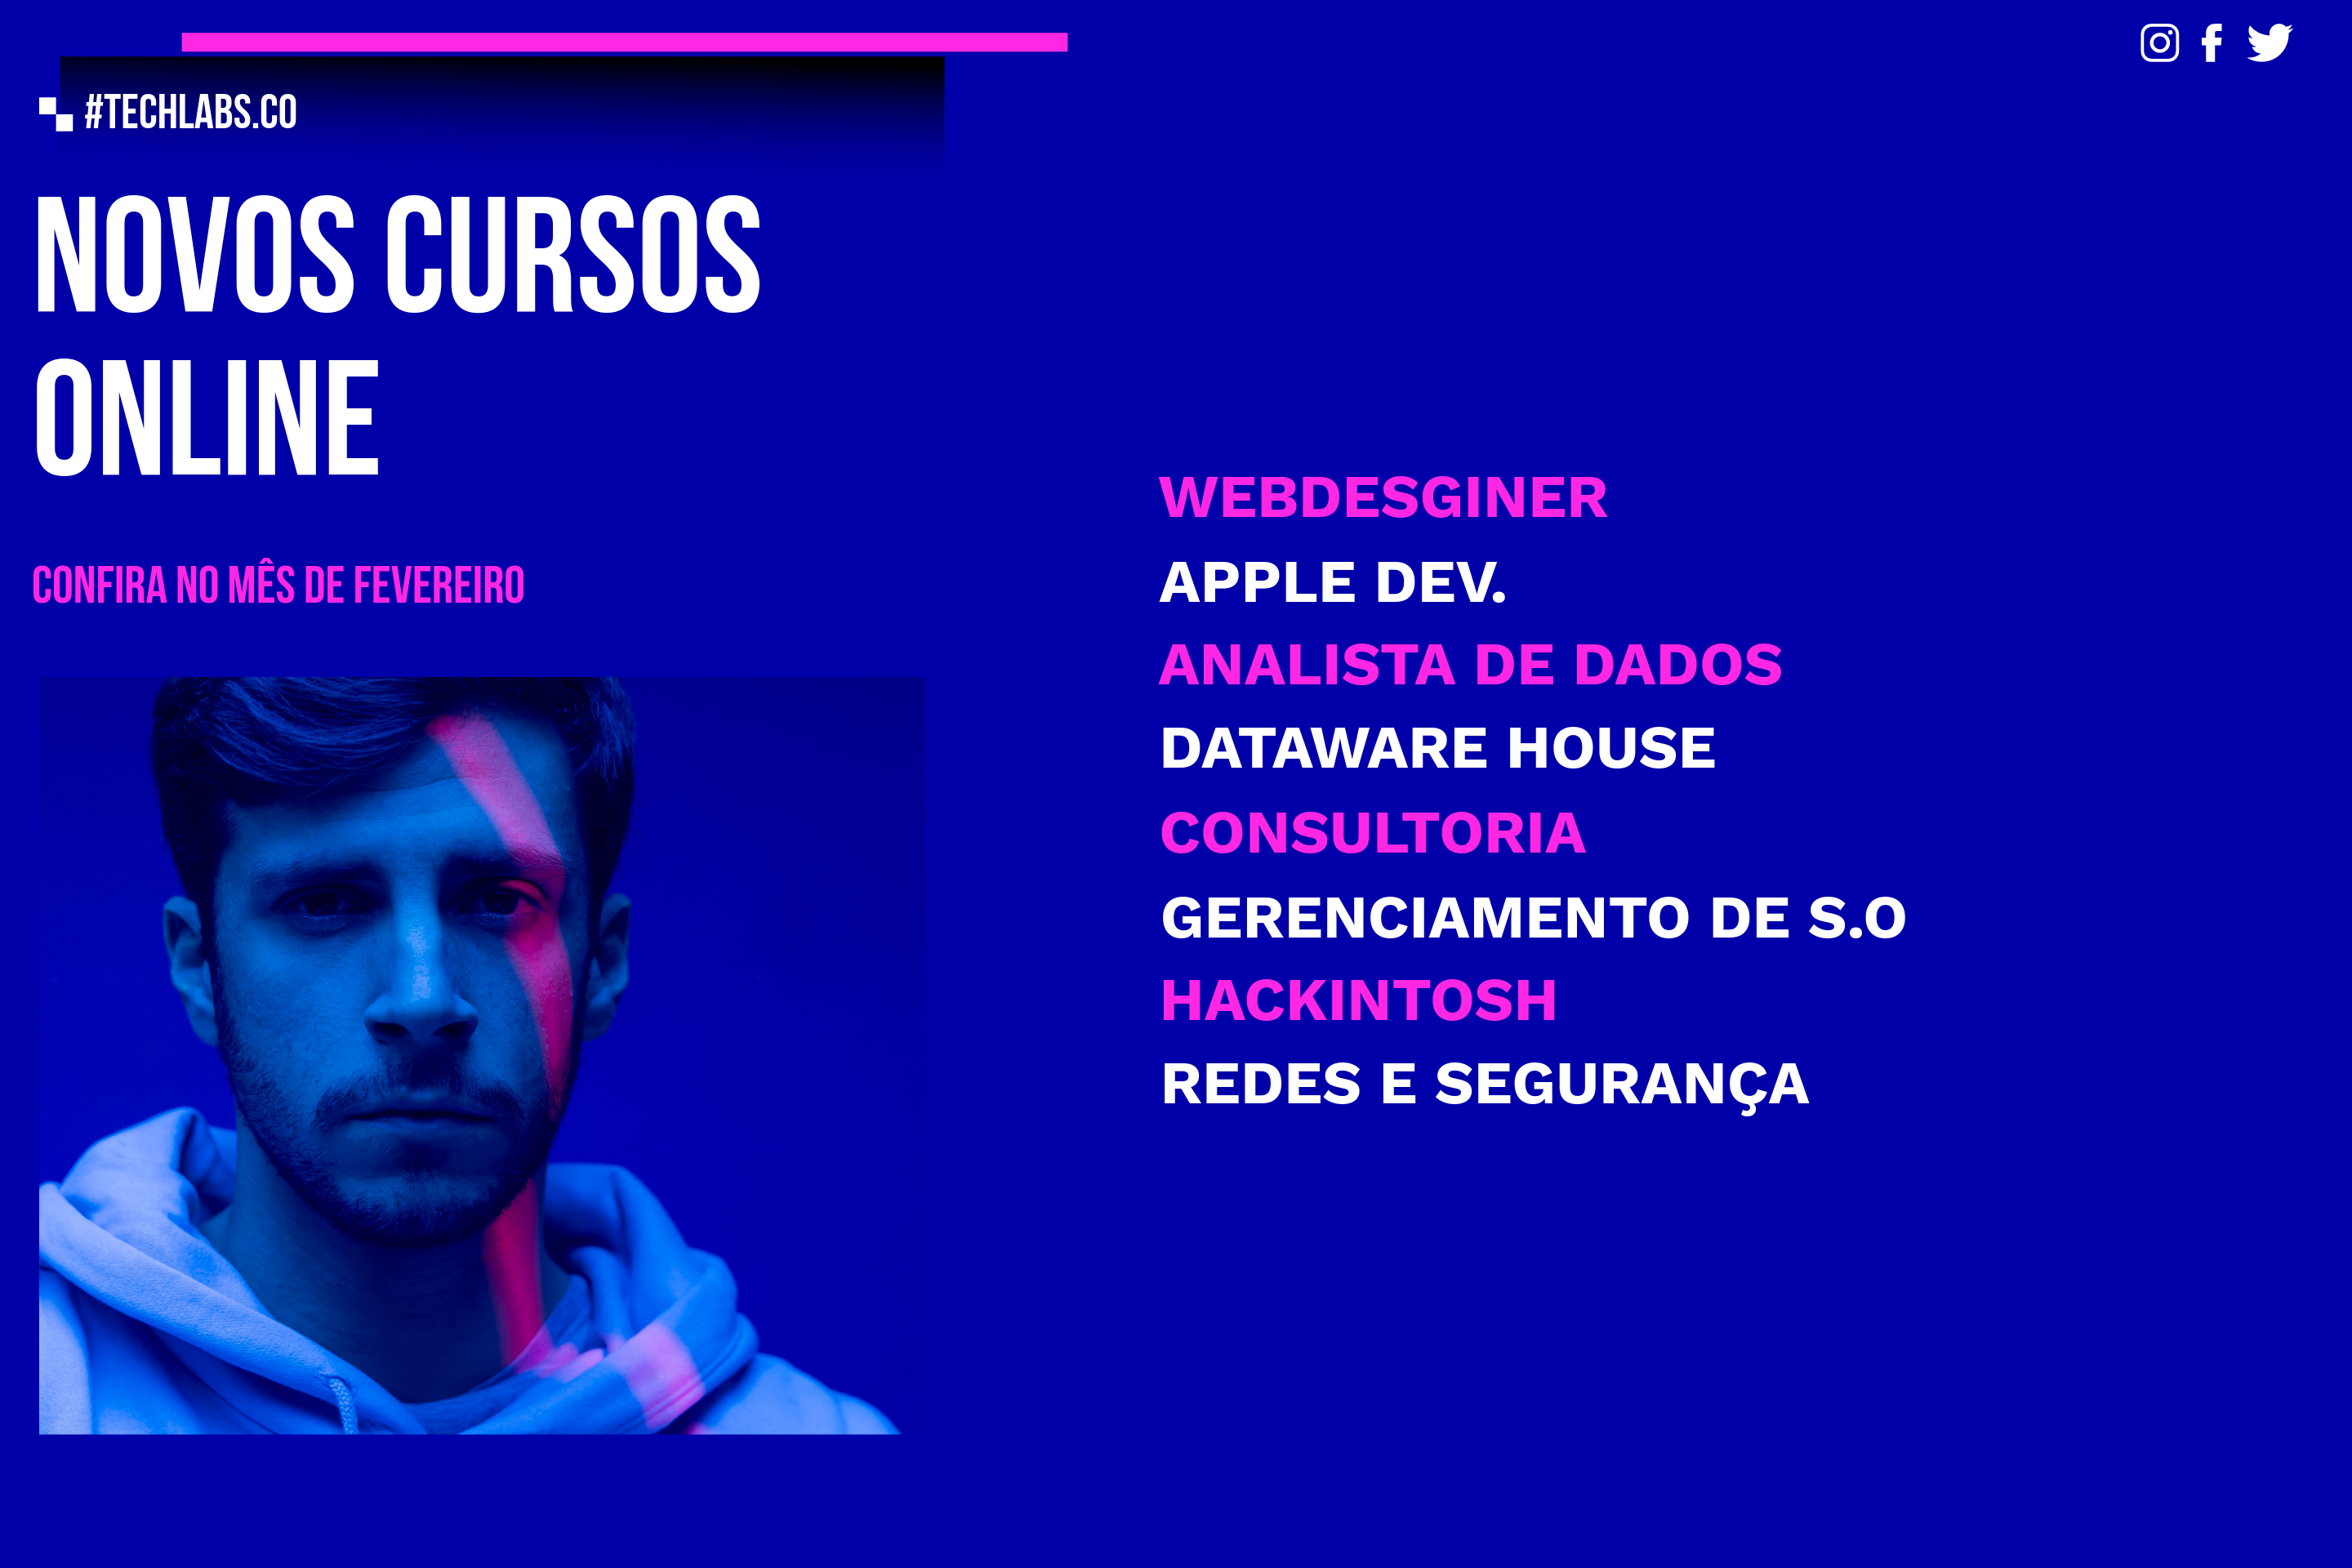 #TECHLABS.CO
NOVOS CURSOS
ONLINE
CONFIRA NO MÊS DE FEVEREIRO
WEBDESGINER
APPLE DEV.
ANALISTA DE DADOS
DATAWARE HOUSE
CONSULTORIA
GERENCIAMENTO DE S.O
HACKINTOSH
REDES E SEGURANÇA